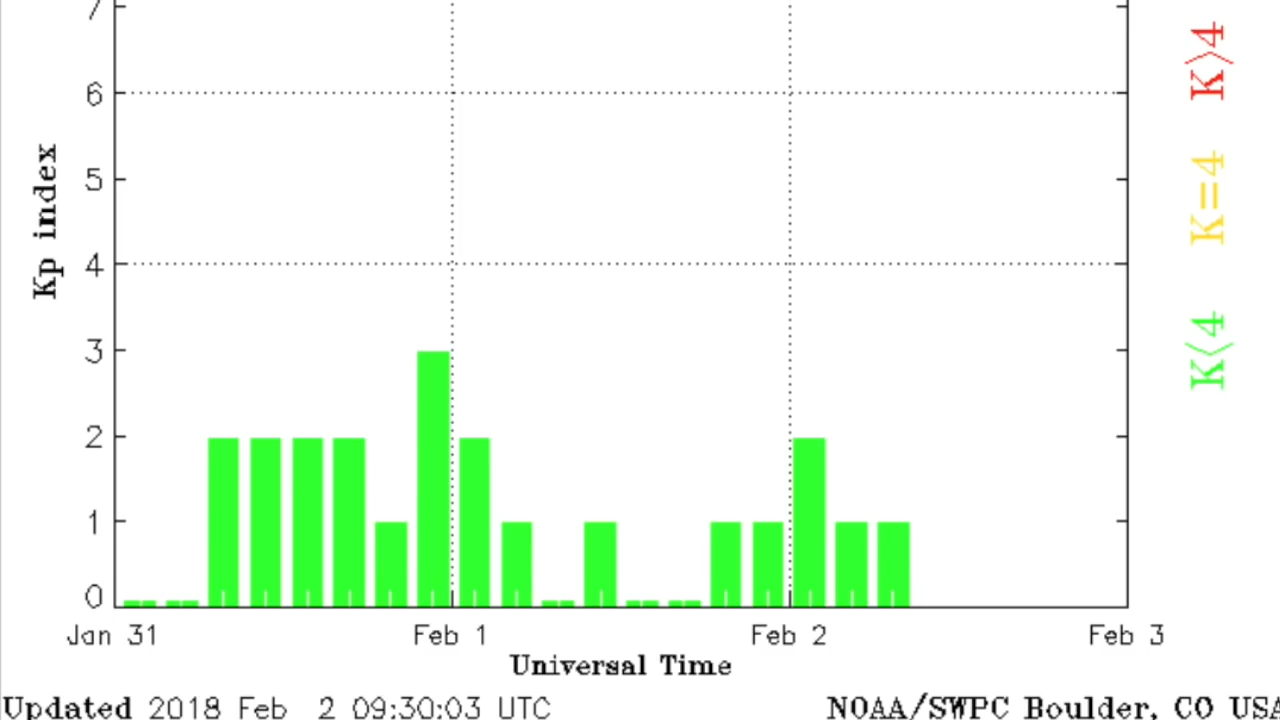 7
6
5
4
3
2
1
0
Kp index
K>4
K=4
K<4
Jan 31 Feb 1 Feb 2 Feb 3
Universal Time
Updated 2018 Feb 2 09:30:03 UTC
NOAA/SWPC Boulder, CO USA